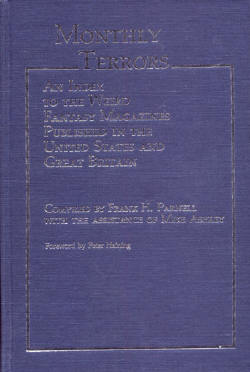 MONTHLY
TERRORS
AN INDEX
TO THE WEIRD
FANTASY MAGAZINES
PUBLISHED IN THE
UNITED STATES AND
GREAT BRITAIN
COMPILED BY FRANK H. PARNELL
WITH THE ASSISTANCE OF MIKE ASHLEY
Foreword by Peter Haining